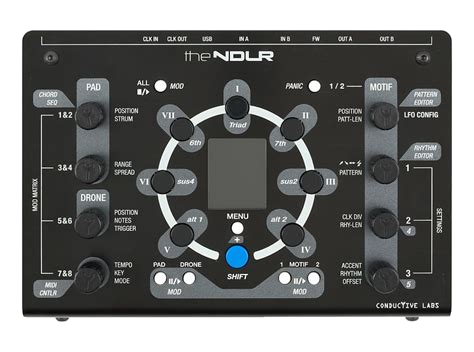 CLK IN CLK OUT USB IN A IN B FW OUT A OUT B
theNDLR
ALL MOD I PANIC 1 / 2
CHORD SEQ PAD MOTIF PATTERN EDITOR
1&2 POSITION STRUM VII Triad II POSITION PATT-LEN LFO CONFIG
6th 7th
RHYTHM EDITOR
3&4 RANGE SPREAD VI sus4 sus2 III PATTERN 1
MOD MATRIX SETTINGS
DRONE
5&6 POSITION NOTES TRIGGER V alt 1 alt 2 IV CLK DIV RHY-LEN 2
4
MENU
+
SHIFT
7&8 TEMPO KEY MODE PAD DRONE 1 MOTIF 2 ACCENT RHYTHM OFFSET 3
5
MIDI CNTLR MOD MOD
CONDUCTIVE LABS